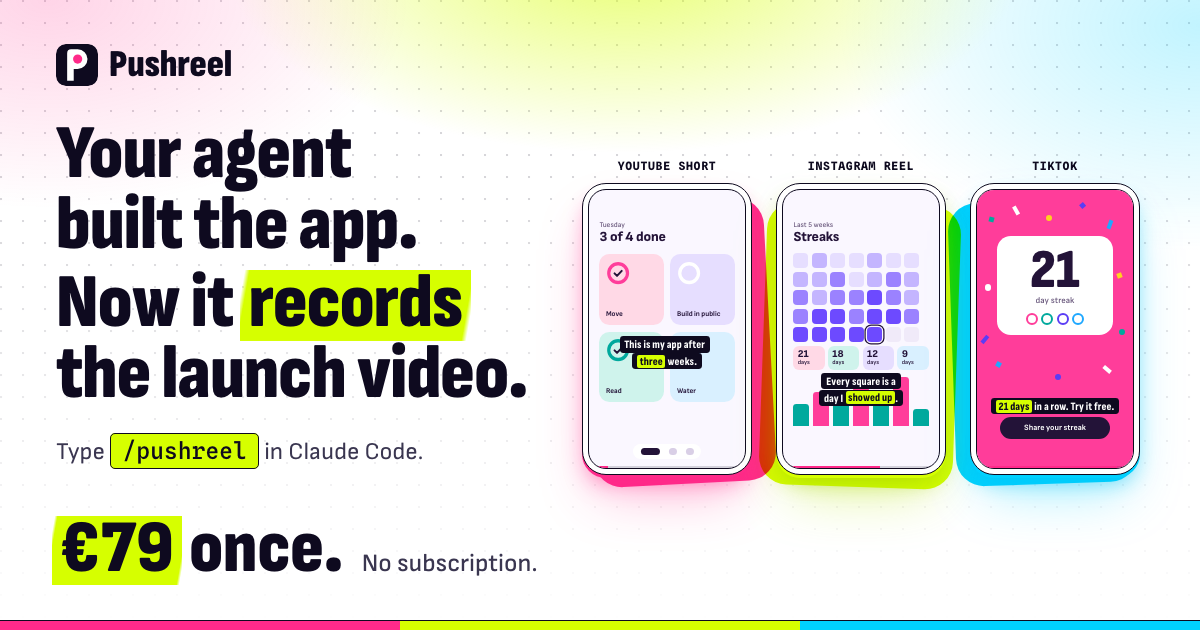 Pushreel
Your agent
built the app.
Now it records
the launch video.
Type /pushreel in Claude Code.
€79 once. No subscription.
YOUTUBE SHORT
Tuesday
3 of 4 done
Move
Build in public
This is my app after
three weeks.
Read
Water
INSTAGRAM REEL
Last 5 weeks
Streaks
21 18 12 9
days days days days
Every square is a
day I showed up.
TIKTOK
21
day streak
21 days in a row. Try it free.
Share your streak